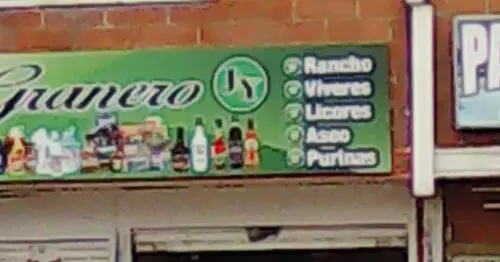 Granero
JY
Rancho
Viveres
Licores
Aseo
Purinas